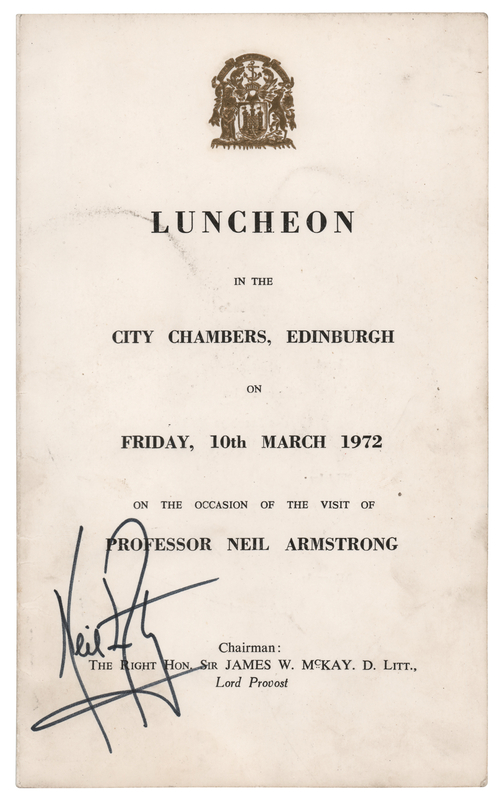 LUNCHEON
IN THE
CITY CHAMBERS, EDINBURGH
ON
FRIDAY, 10th MARCH 1972
ON THE OCCASION OF THE VISIT OF
PROFESSOR NEIL ARMSTRONG
Neil
Chairman:
THE RIGHT HON. SIR JAMES W. McKAY. D. LITT.,
Lord Provost